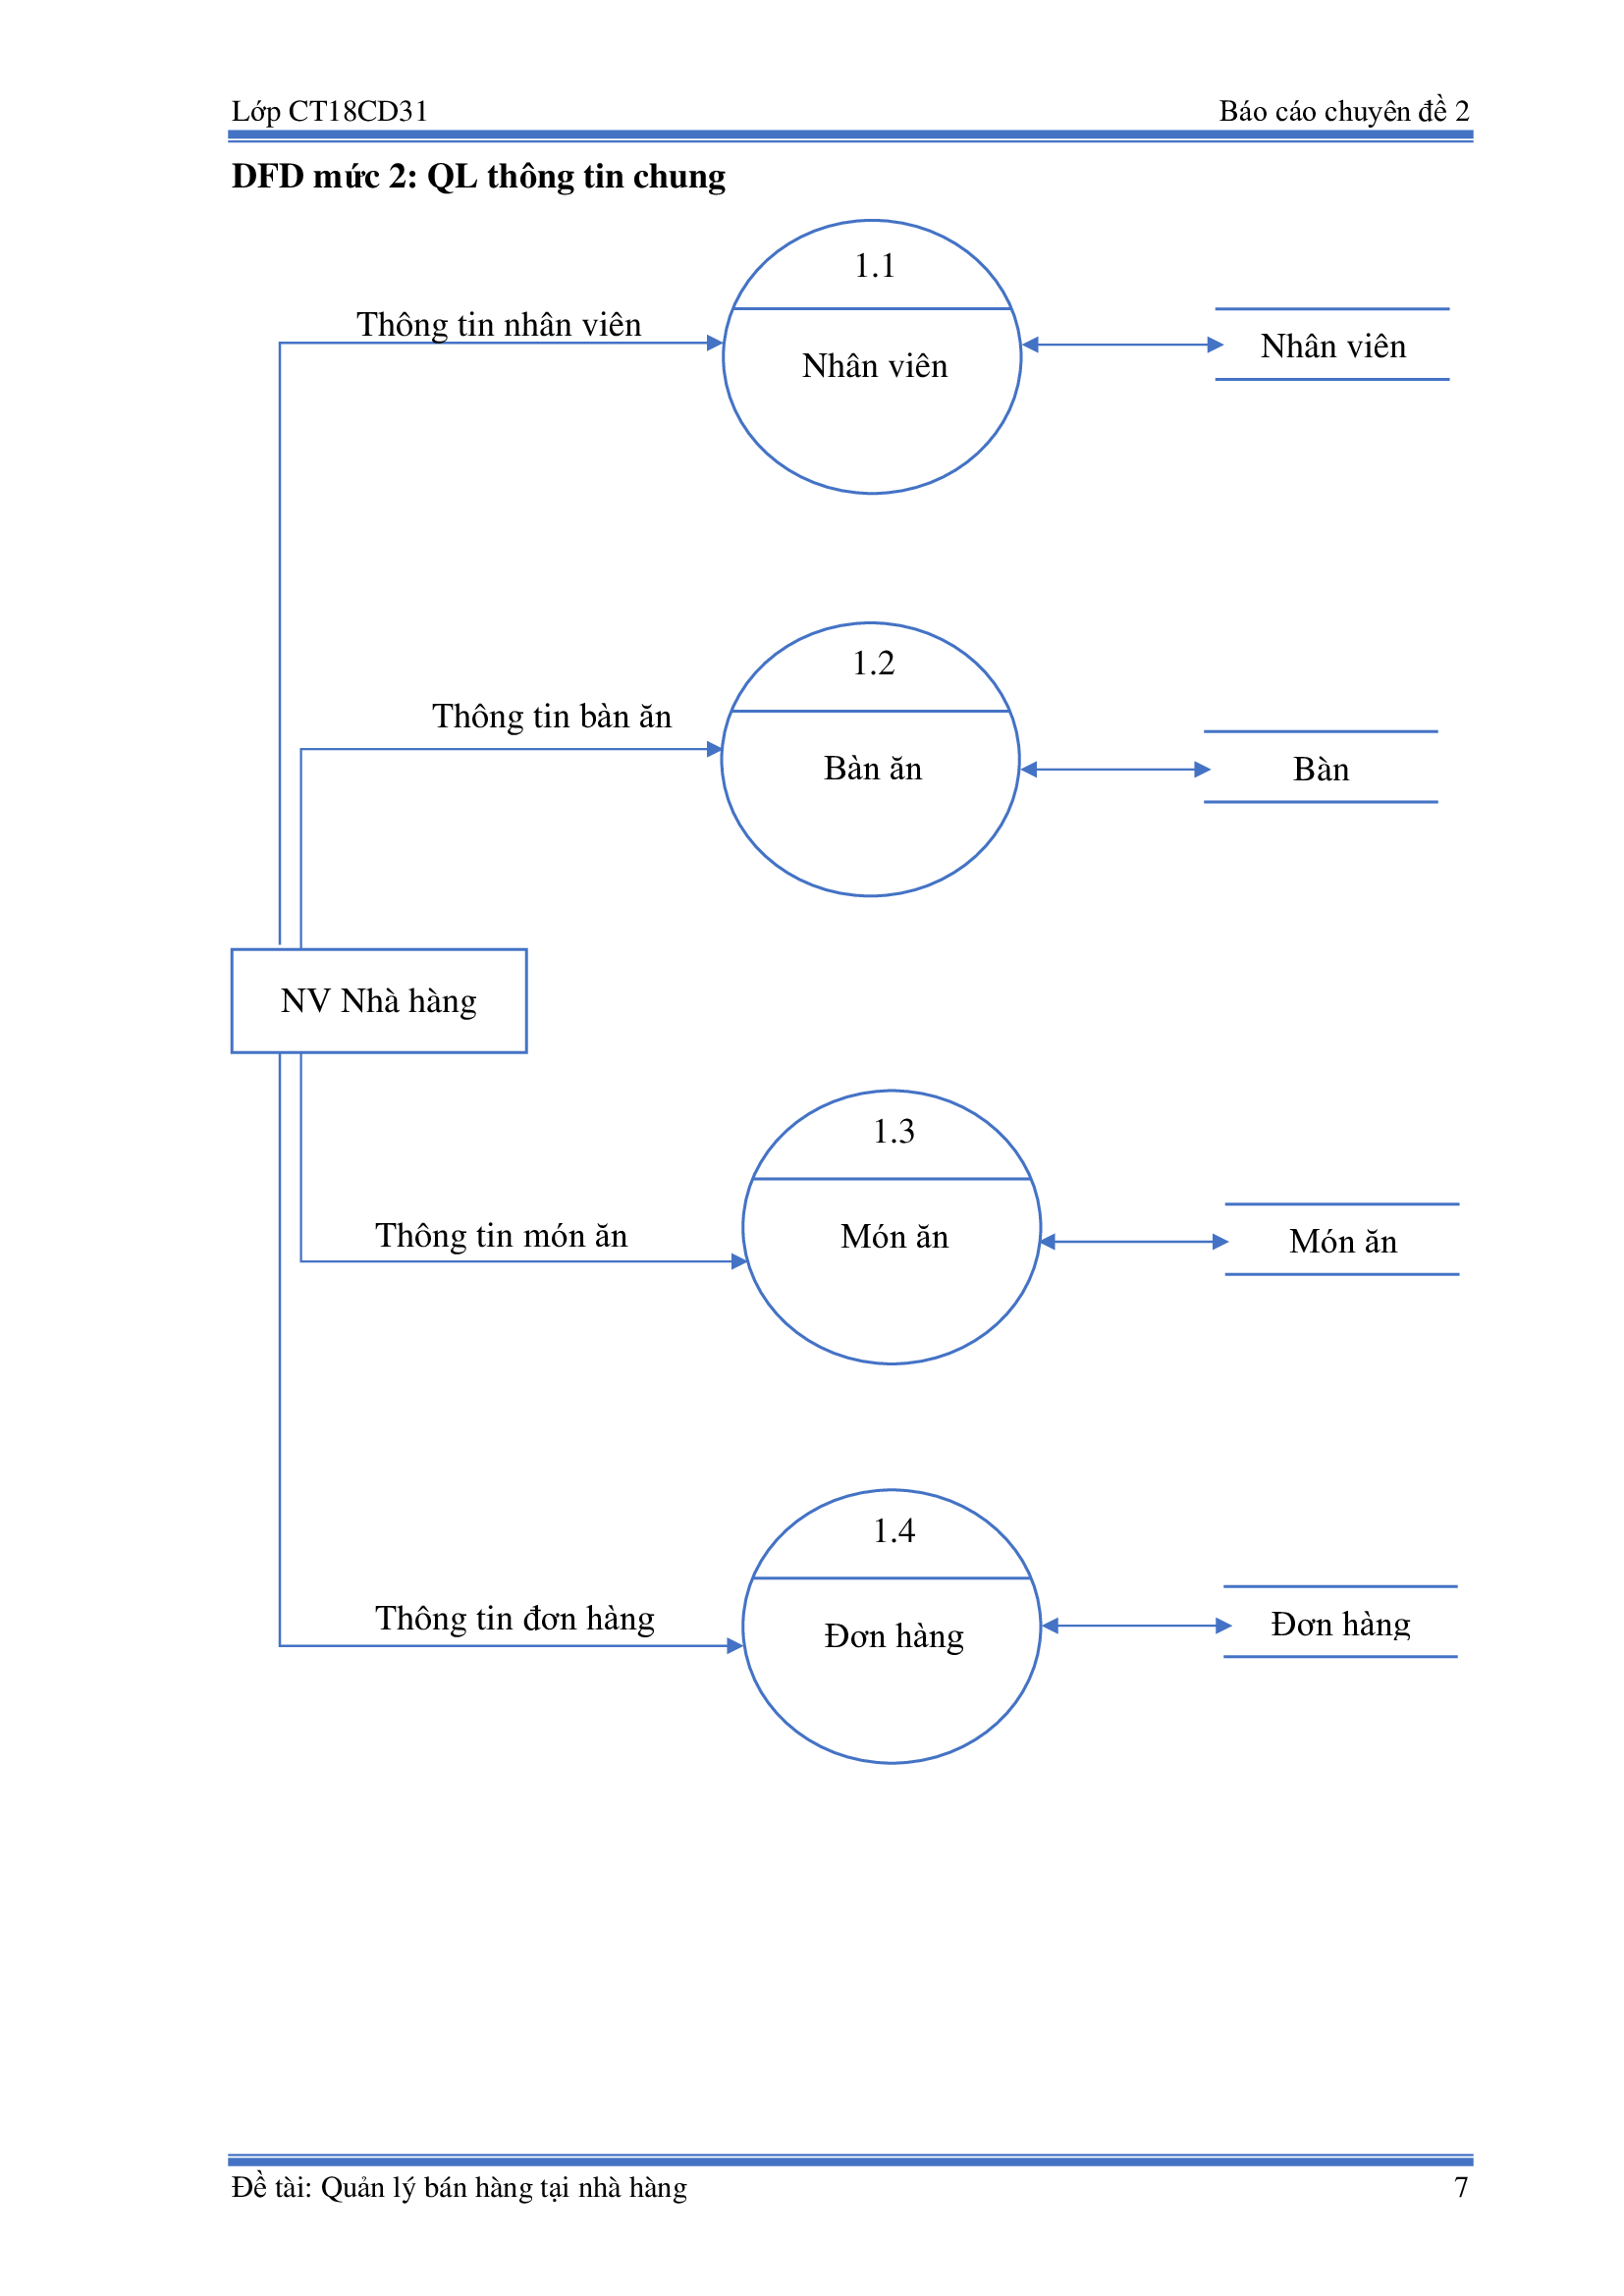 Lớp CT18CD31
Báo cáo chuyên đề 2
DFD mức 2: QL thông tin chung
1.1
Thông tin nhân viên
Nhân viên
Nhân viên
1.2
Thông tin bàn ăn
Bàn ăn
Bàn
NV Nhà hàng
1.3
Thông tin món ăn
Món ăn
Món ăn
1.4
Thông tin đơn hàng
Đơn hàng
Đơn hàng
Đề tài: Quản lý bán hàng tại nhà hàng
7